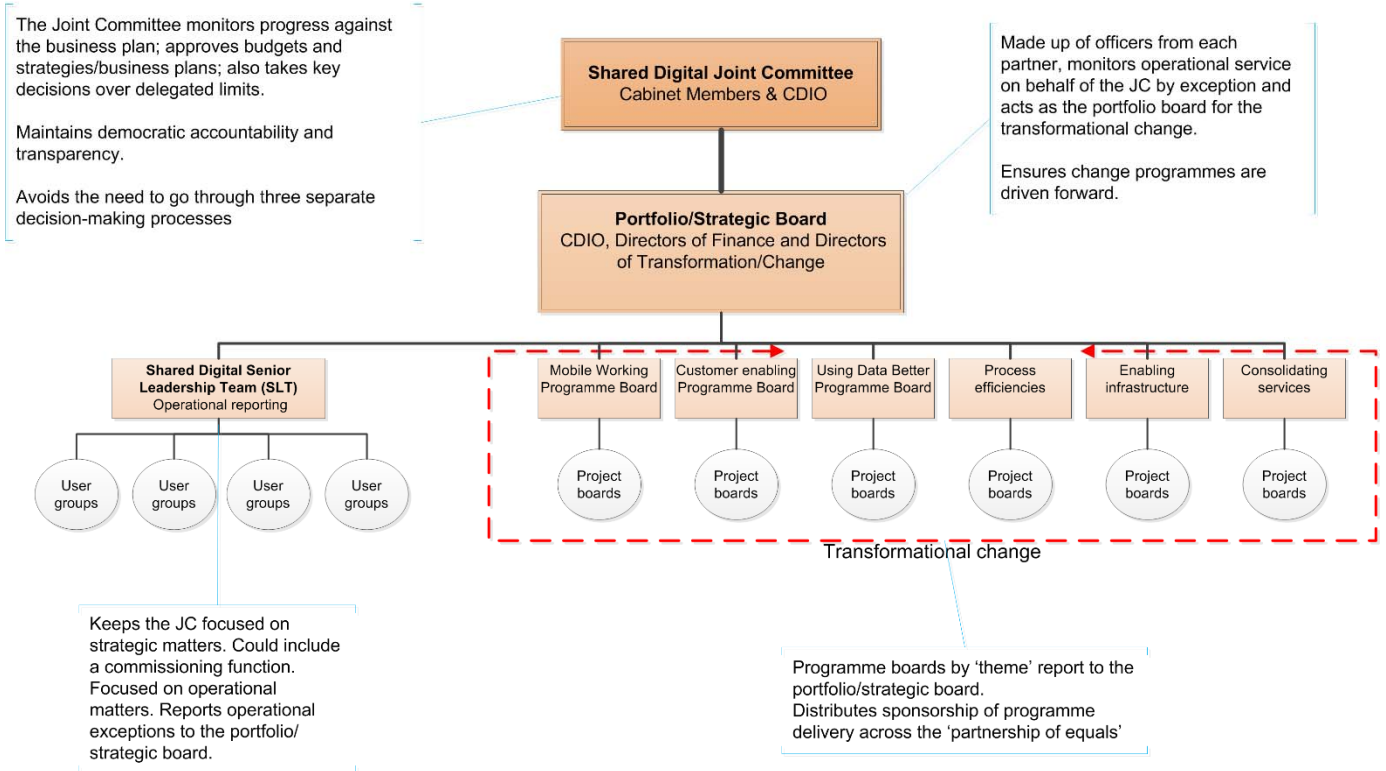 The Joint Committee monitors progress against
the business plan; approves budgets and
strategies/business plans; also takes key
decisions over delegated limits.
Maintains democratic accountability and
transparency.
Avoids the need to go through three separate
decision-making processes
Shared Digital Joint Committee
Cabinet Members & CDIO
Made up of officers from each
partner, monitors operational service
on behalf of the JC by exception and
acts as the portfolio board for the
transformational change.
Ensures change programmes are
driven forward.
Portfolio/Strategic Board
CDIO, Directors of Finance and Directors
of Transformation/Change
Shared Digital Senior
Leadership Team (SLT)
Operational reporting
Mobile Working
Programme Board
Customer enabling
Programme Board
Using Data Better
Programme Board
Process
efficiencies
Enabling
infrastructure
Consolidating
services
User
groups
User
groups
User
groups
User
groups
Project
boards
Project
boards
Project
boards
Project
boards
Project
boards
Project
boards
Transformational change
Keeps the JC focused on
strategic matters. Could include
a commissioning function.
Focused on operational
matters. Reports operational
exceptions to the portfolio/
strategic board.
Programme boards by ‘theme’ report to the
portfolio/strategic board.
Distributes sponsorship of programme
delivery across the ‘partnership of equals’